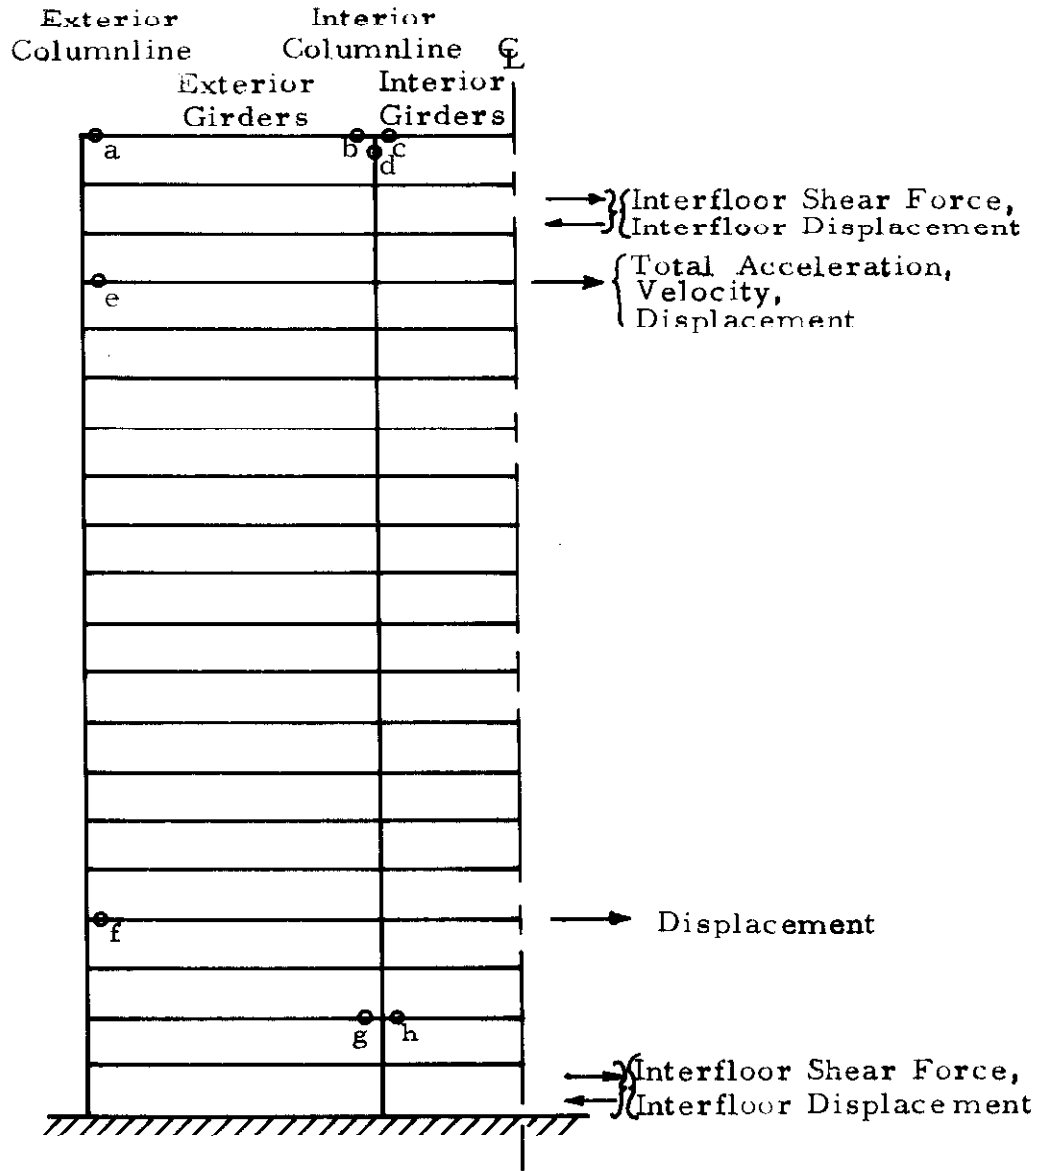 Exterior
Columnline
Interior
Columnline
℄
Exterior
Girders
Interior
Girders
a
b
c
d
Interfloor Shear Force,
Interfloor Displacement
e
Total Acceleration,
Velocity,
Displacement
f
Displacement
g
h
Interfloor Shear Force,
Interfloor Displacement